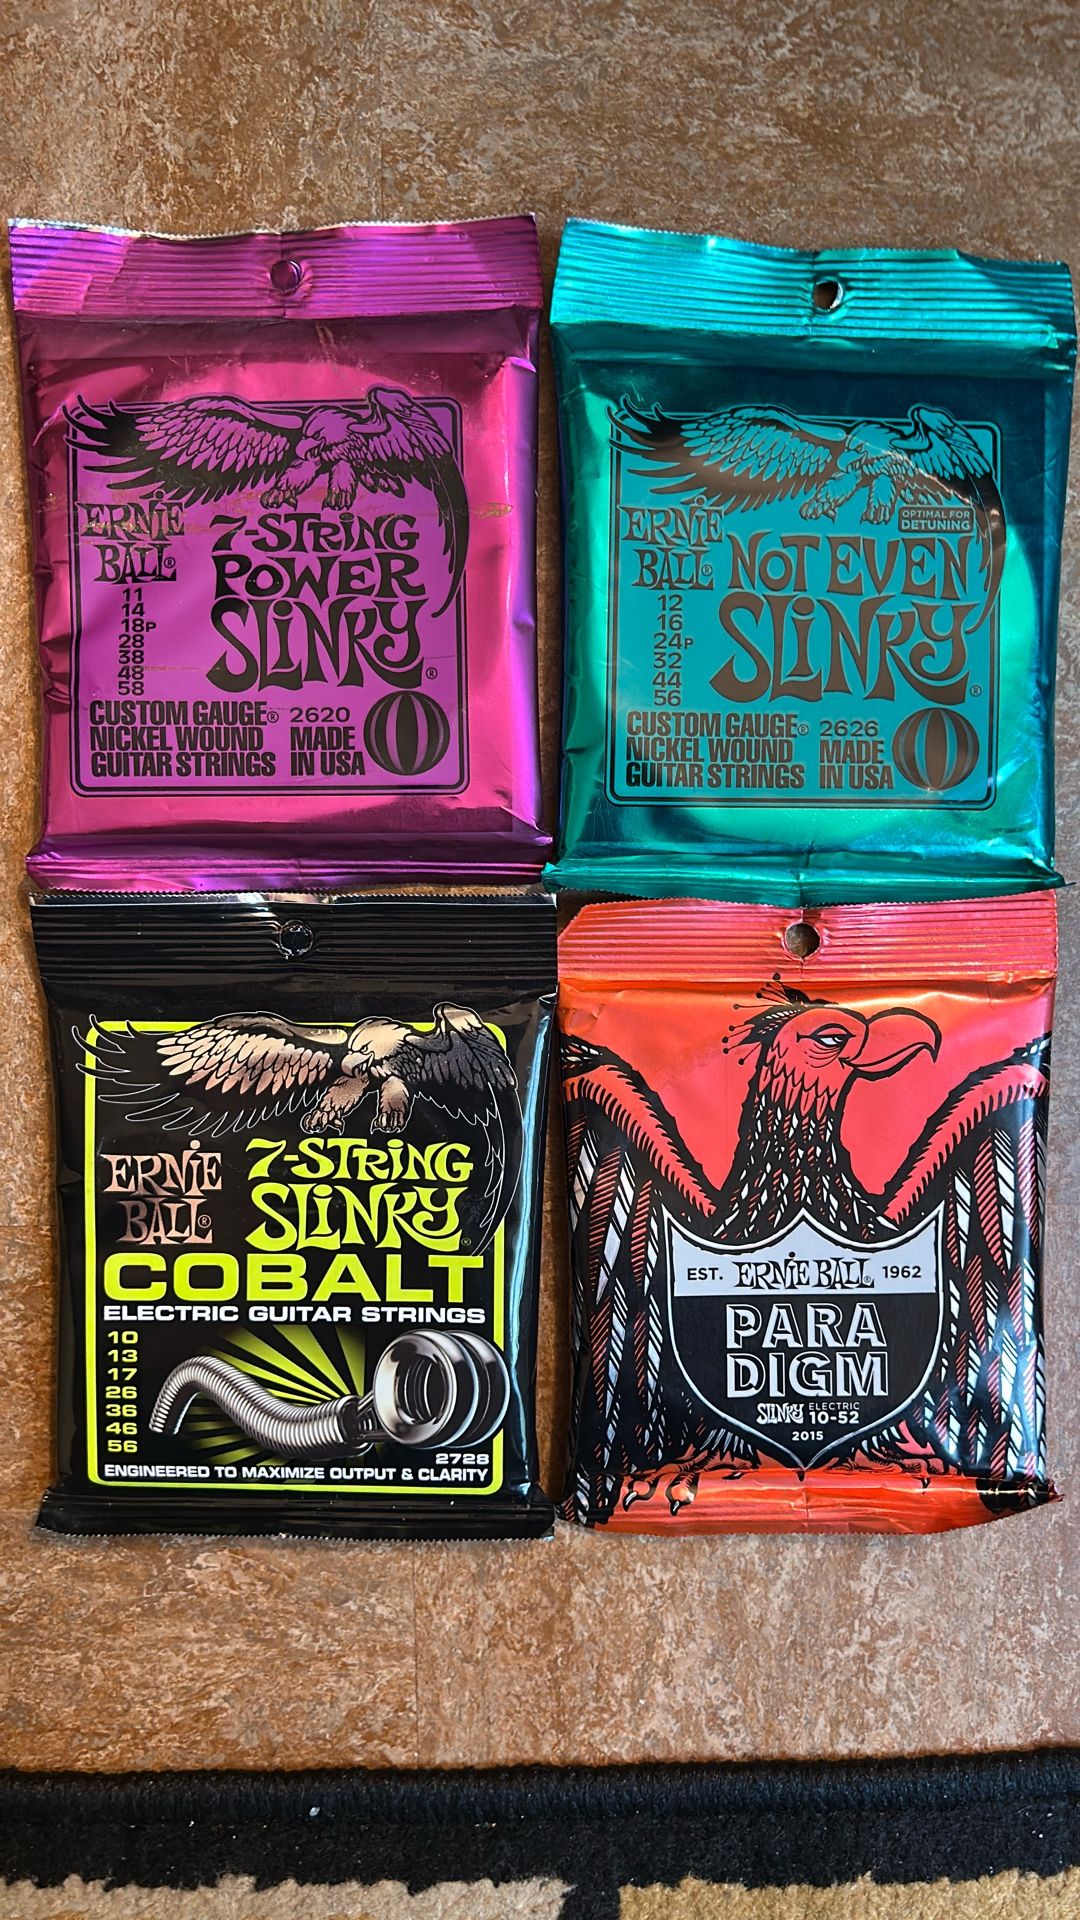 ERNiE
BALL®
7-STRiNG
POWER
SLiNKY®
11
14
18P
28
38
48
58
CUSTOM GAUGE®
NICKEL WOUND
GUITAR STRINGS
2620
MADE
IN USA
OPTIMAL FOR
DETUNING
ERNiE
BALL®
NOT EVEN
SLiNKY®
12
16
24P
32
44
56
CUSTOM GAUGE®
NICKEL WOUND
GUITAR STRINGS
2626
MADE
IN USA
ERNiE
BALL®
7-STRiNG
SLiNKY®
COBALT
ELECTRIC GUITAR STRINGS
10
13
17
26
36
46
56
2728
ENGINEERED TO MAXIMIZE OUTPUT & CLARITY
EST. ERNiE BALL® 1962
PARA
DIGM
SLiNKY ELECTRIC
10-52
2015